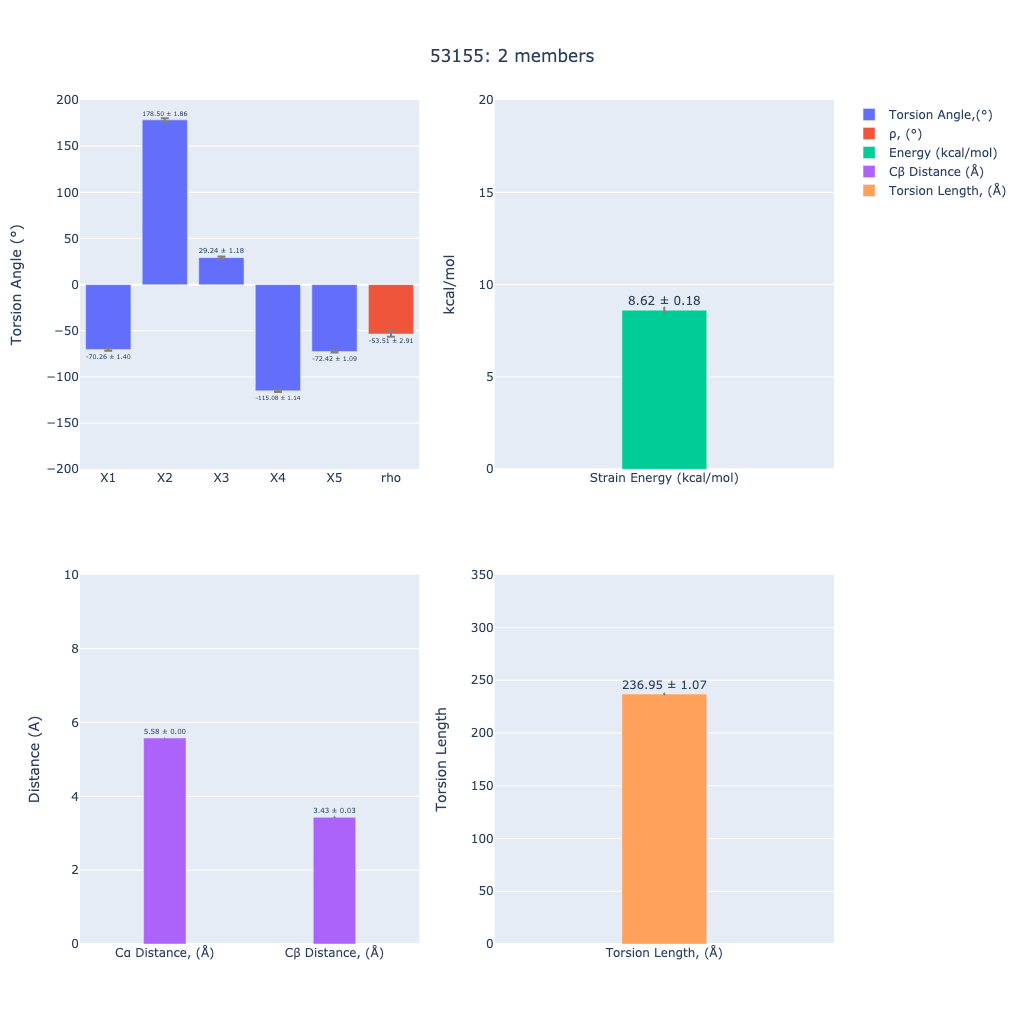 53155: 2 members
Torsion Angle (°)
200
150
100
50
0
−50
−100
−150
−200
178.50 ± 1.86
29.24 ± 1.18
-70.26 ± 1.40
-115.08 ± 1.14
-72.42 ± 1.09
-53.51 ± 2.91
X1 X2 X3 X4 X5 rho
kcal/mol
20
15
10
5
0
8.62 ± 0.18
Strain Energy (kcal/mol)
Torsion Angle,(°)
ρ, (°)
Energy (kcal/mol)
Cβ Distance (Å)
Torsion Length, (Å)
Distance (A)
10
8
6
4
2
0
5.58 ± 0.00
3.43 ± 0.03
Cα Distance, (Å) Cβ Distance, (Å)
Torsion Length
350
300
250
200
150
100
50
0
236.95 ± 1.07
Torsion Length, (Å)